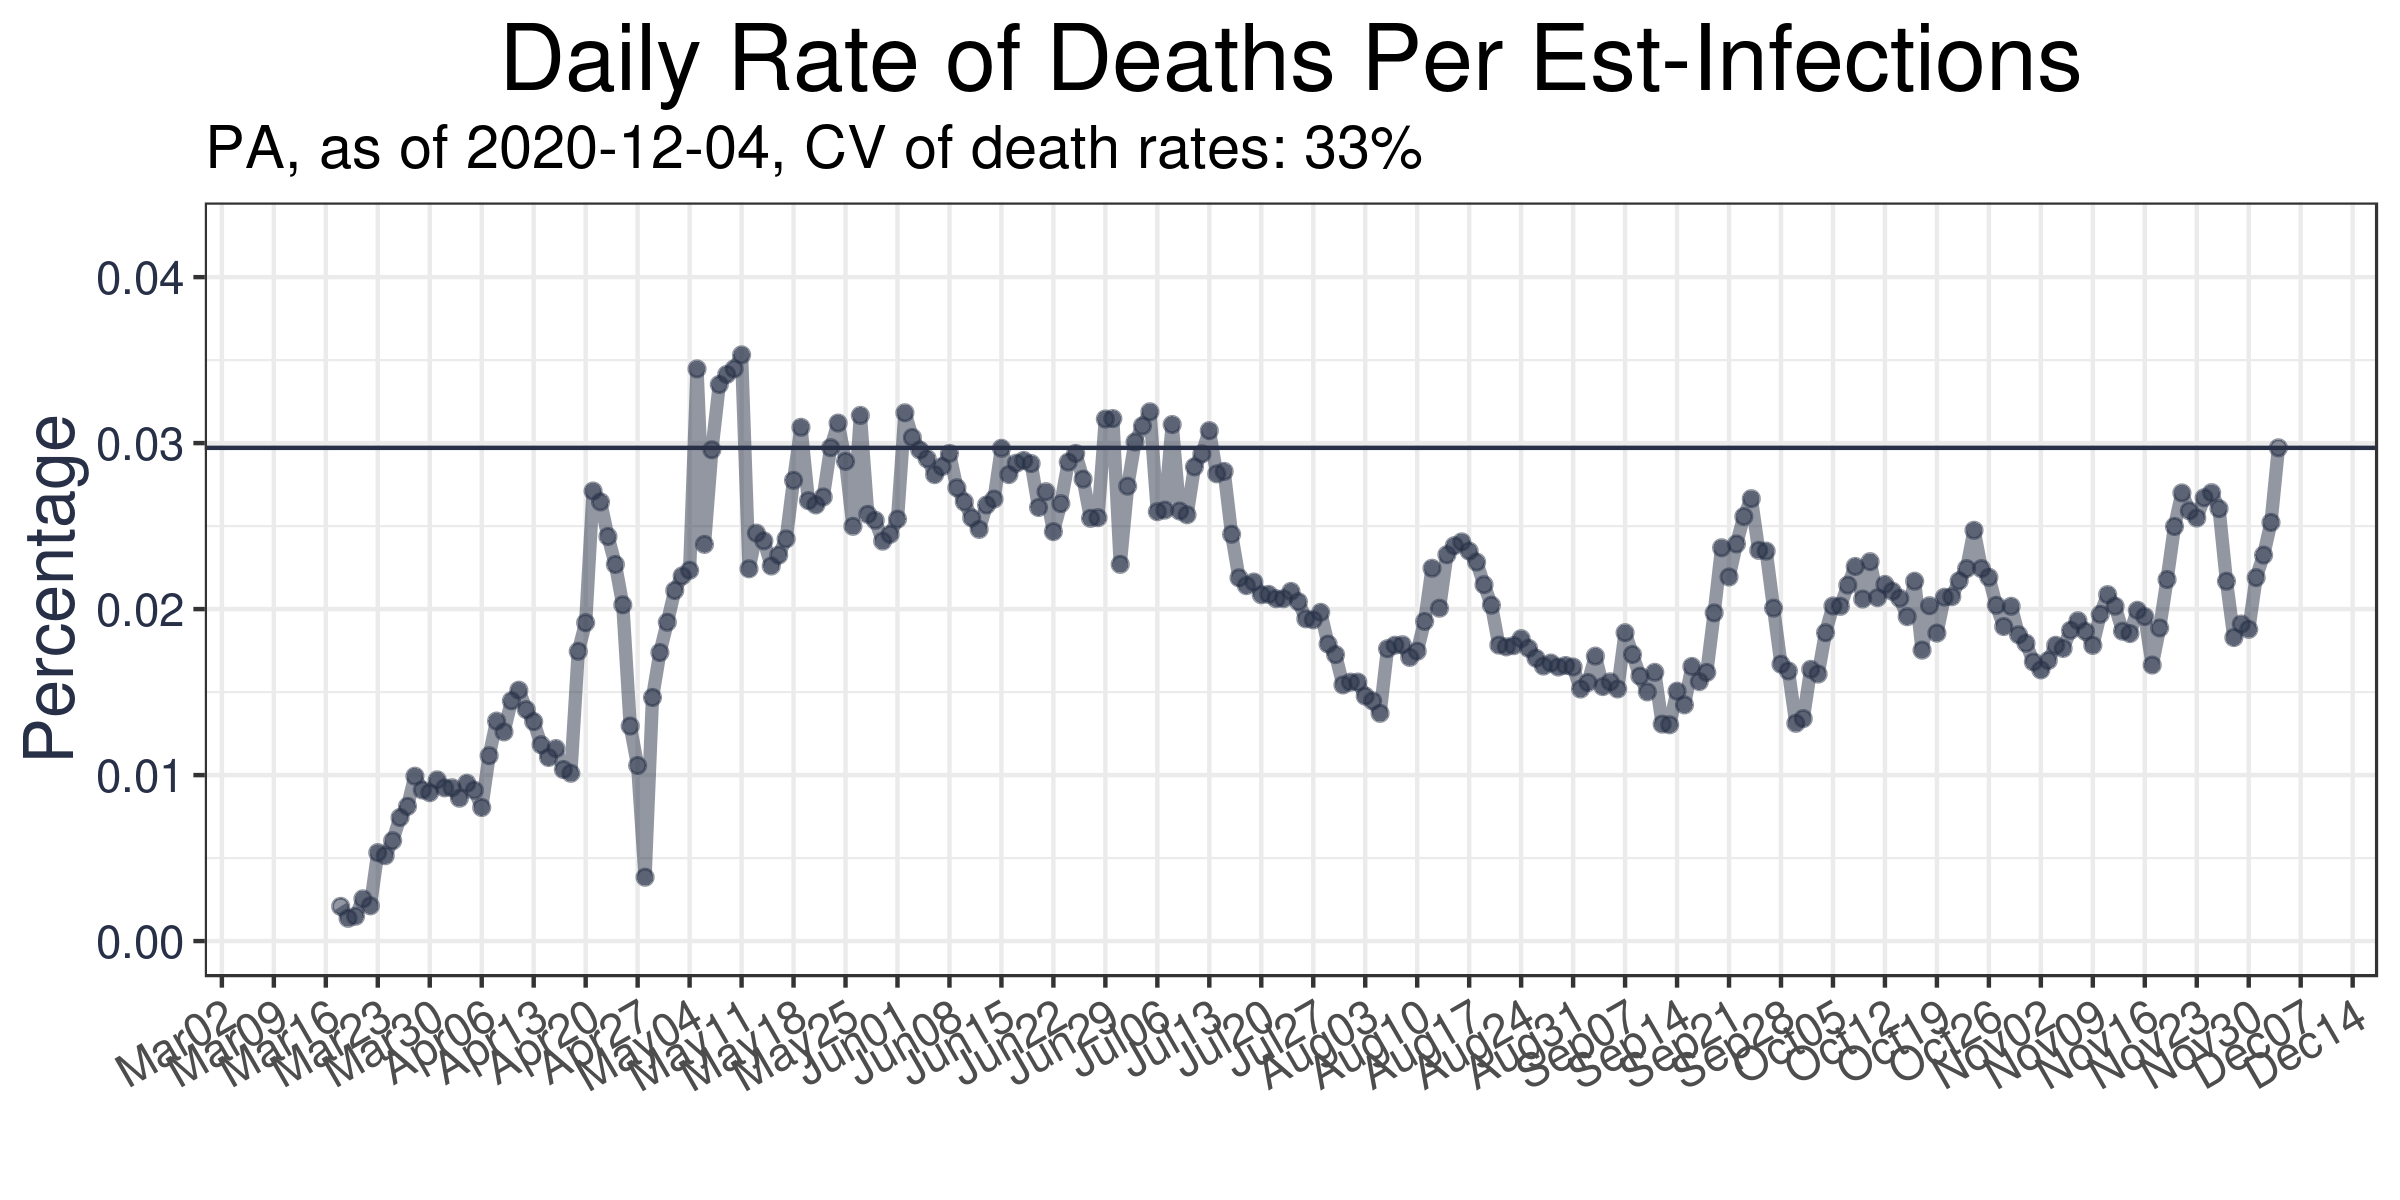 Daily Rate of Deaths Per Est-Infections
PA, as of 2020-12-04, CV of death rates: 33%
Percentage
0.04
0.03
0.02
0.01
0.00
Mar02
Mar09
Mar16
Mar23
Mar30
Apr06
Apr13
Apr20
Apr27
May04
May11
May18
May25
Jun01
Jun08
Jun15
Jun22
Jun29
Jul06
Jul13
Jul20
Jul27
Aug03
Aug10
Aug17
Aug24
Aug31
Sep07
Sep14
Sep21
Sep28
Oct05
Oct12
Oct19
Oct26
Nov02
Nov09
Nov16
Nov23
Nov30
Dec07
Dec14